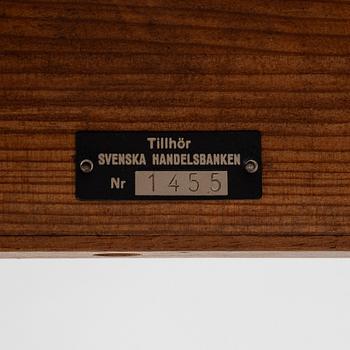 Tillhör
SVENSKA HANDELSBANKEN
Nr 1455